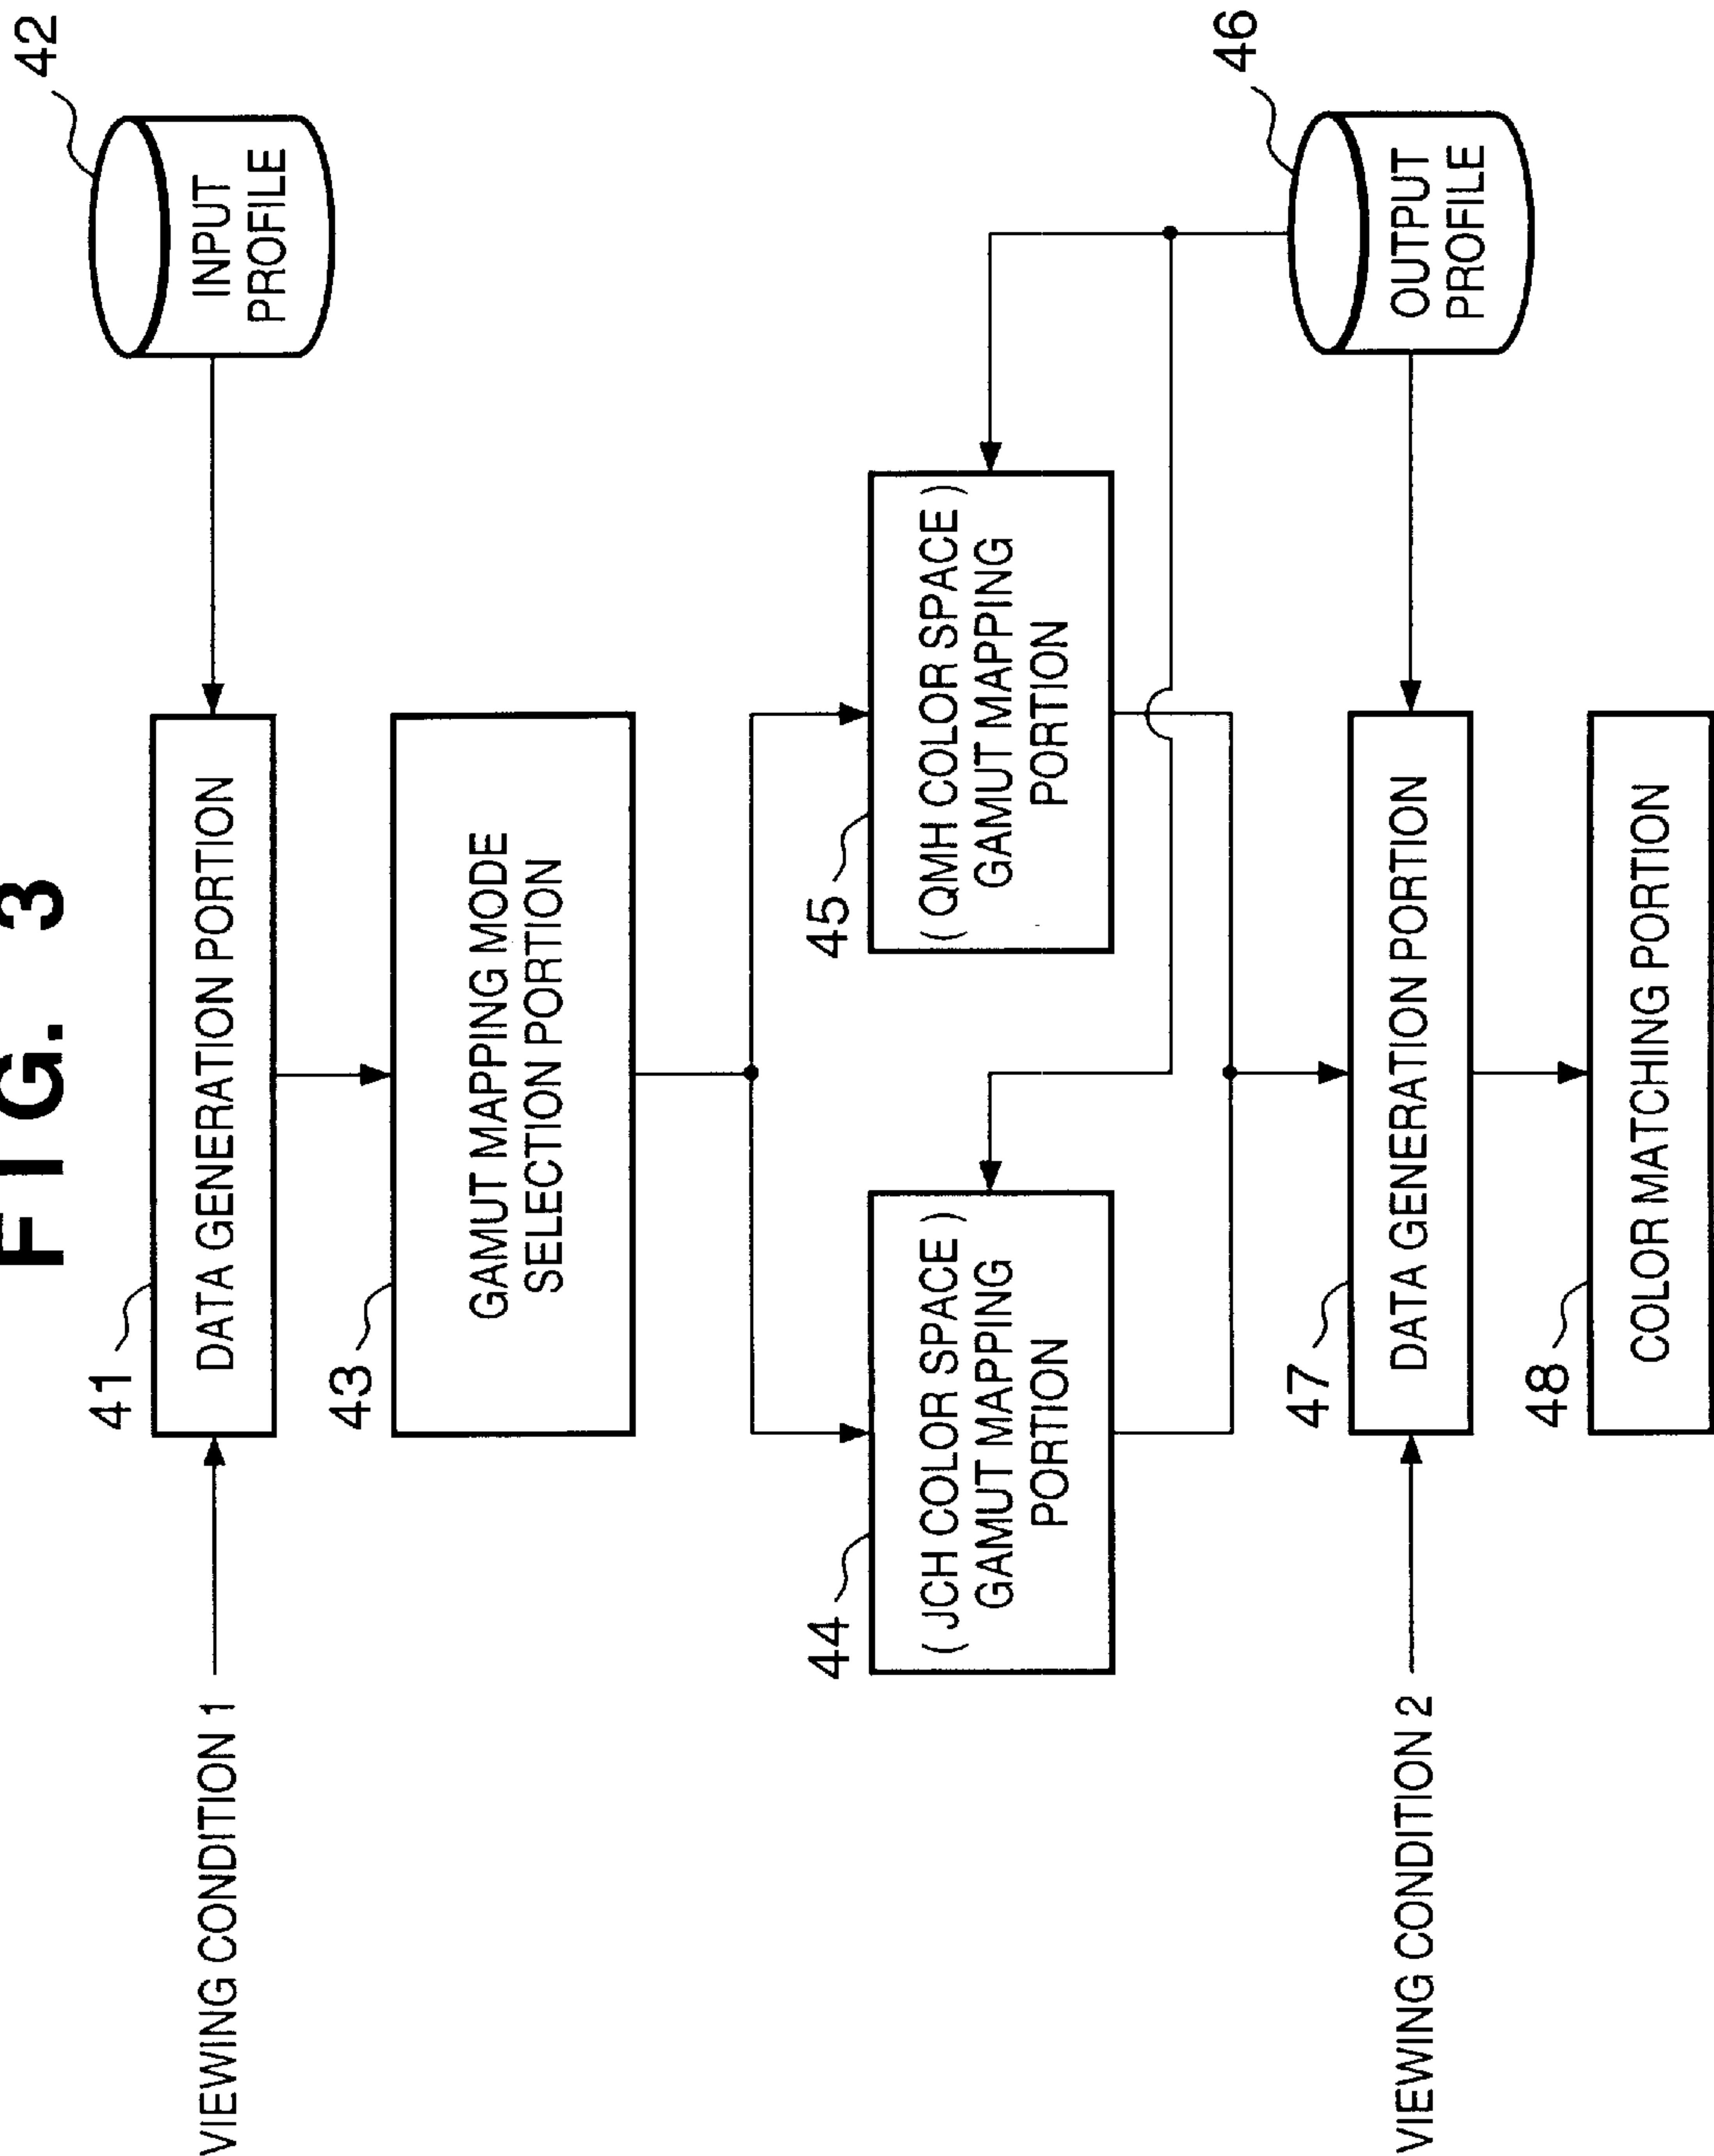 FIG. 3
42
INPUT
PROFILE
41
DATA GENERATION PORTION
VIEWING CONDITION 1
43
GAMUT MAPPING MODE
SELECTION PORTION
44
( JCH COLOR SPACE )
GAMUT MAPPING
PORTION
45
( QMH COLOR SPACE )
GAMUT MAPPING
PORTION
46
OUTPUT
PROFILE
47
DATA GENERATION PORTION
VIEWING CONDITION 2
48
COLOR MATCHING PORTION